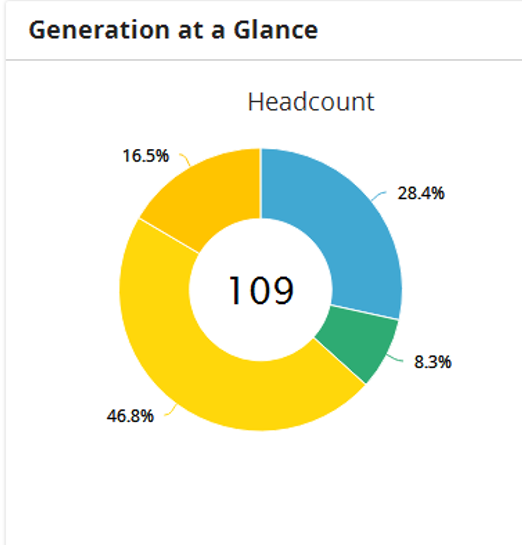 Generation at a Glance
Headcount
16.5%
28.4%
109
8.3%
46.8%